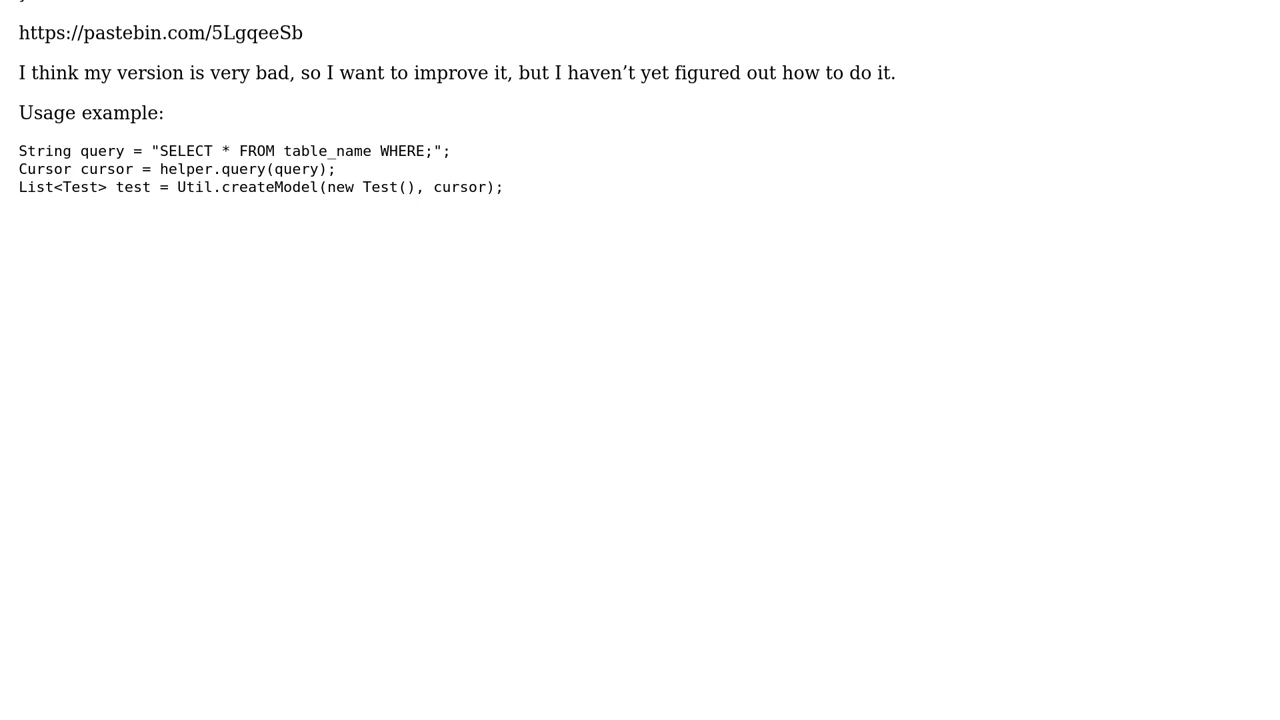 https://pastebin.com/5LgqeeSb
I think my version is very bad, so I want to improve it, but I haven’t yet figured out how to do it.
Usage example:
String query = "SELECT * FROM table_name WHERE;";
Cursor cursor = helper.query(query);
List<Test> test = Util.createModel(new Test(), cursor);